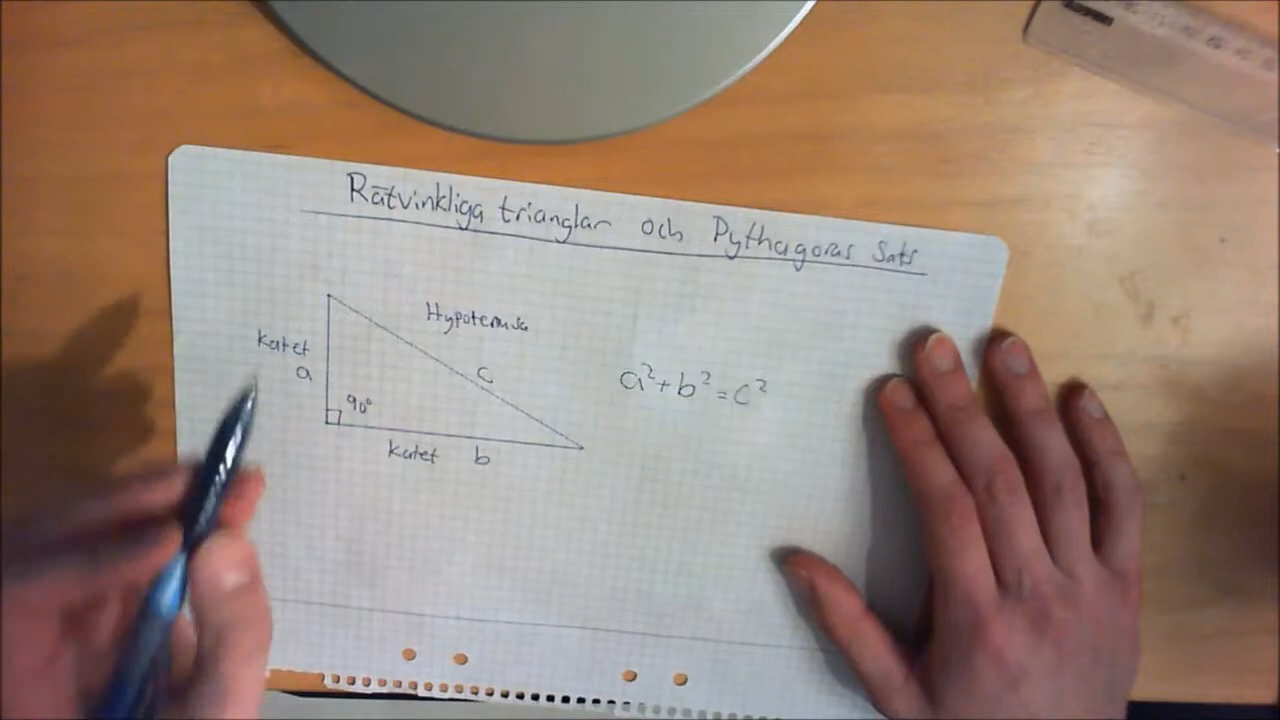 Rätvinkliga trianglar och Pythagoras Sats
Hypotenusa
katet
a
c
a²+b²=c²
90°
katet b